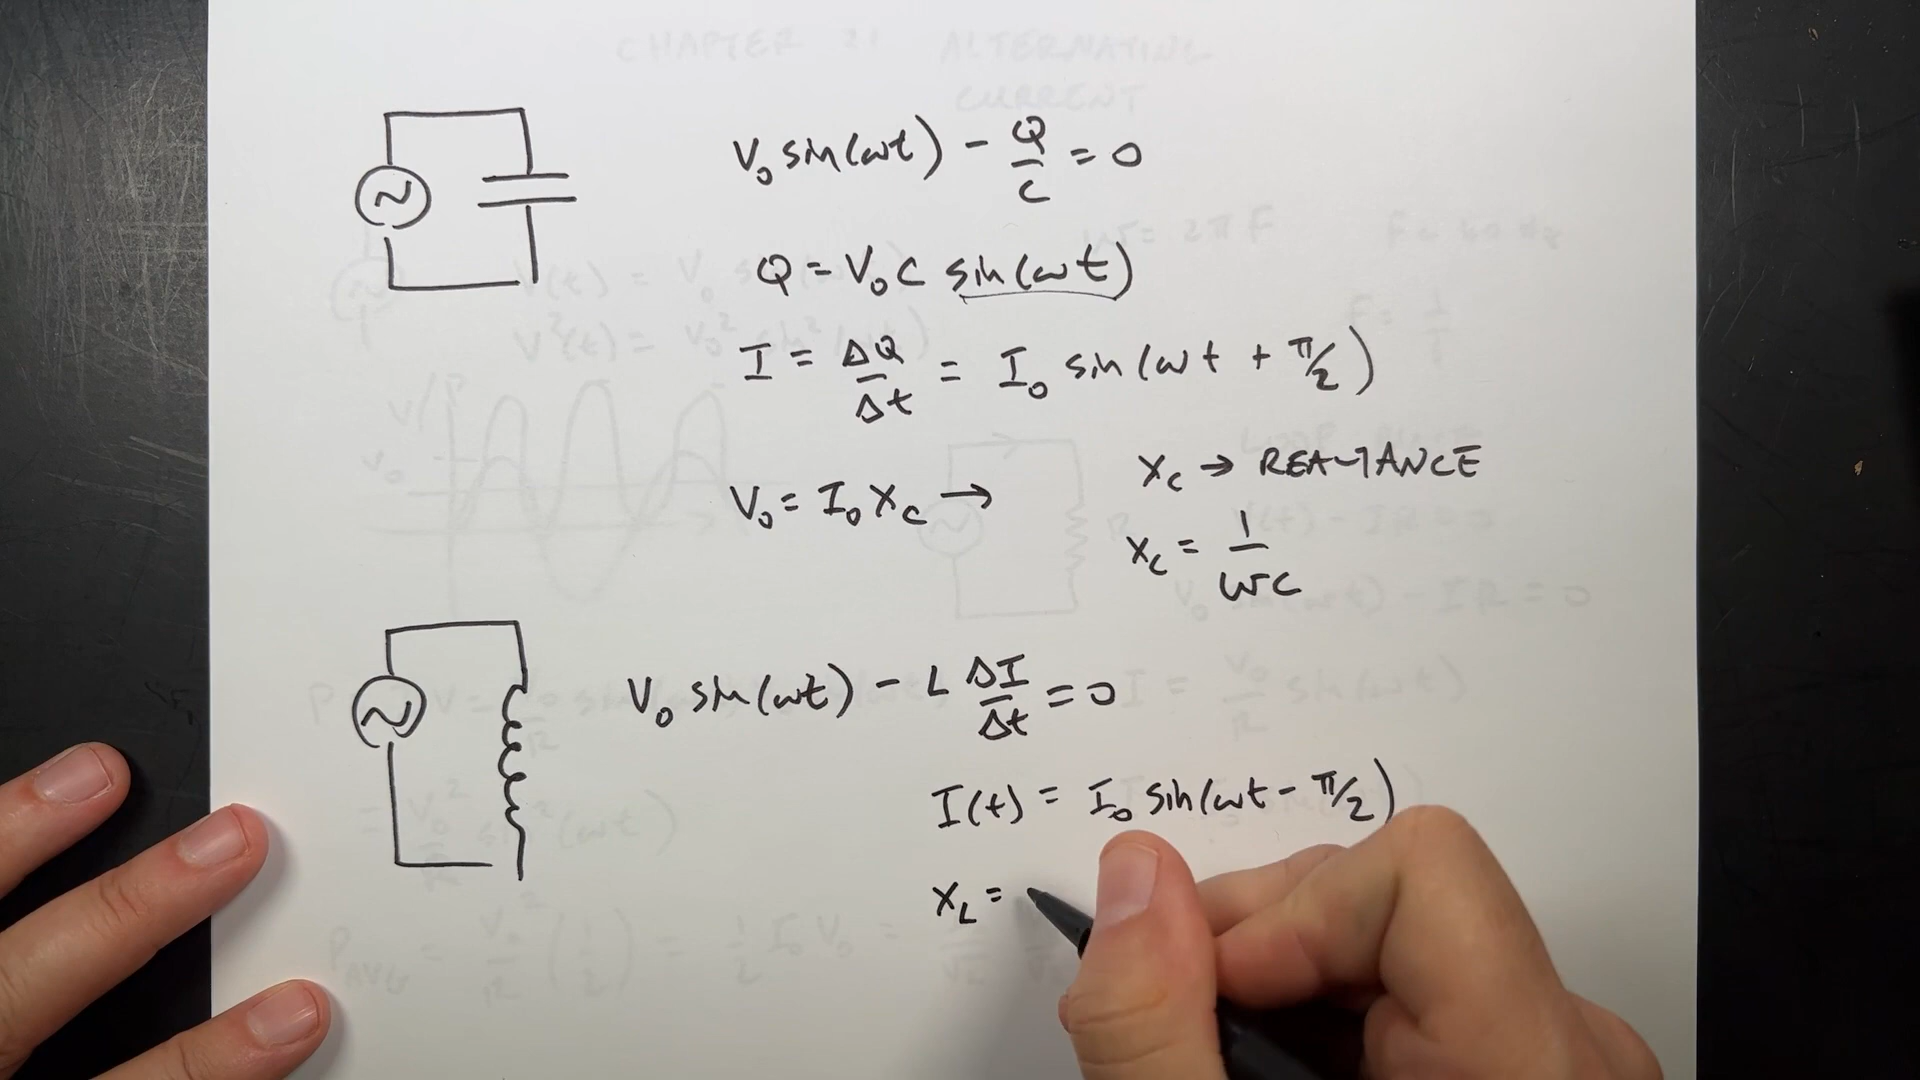 V₀ sin(ωt) - Q/C = 0
Q = V₀C sin(ωt)
I = ΔQ/Δt = I₀ sin(ωt + π/2)
X_C → REACTANCE
V₀ = I₀X_C →
X_C = 1/ωC
V₀ sin(ωt) - L ΔI/Δt = 0
I(t) = I₀ sin(ωt - π/2)
X_L =